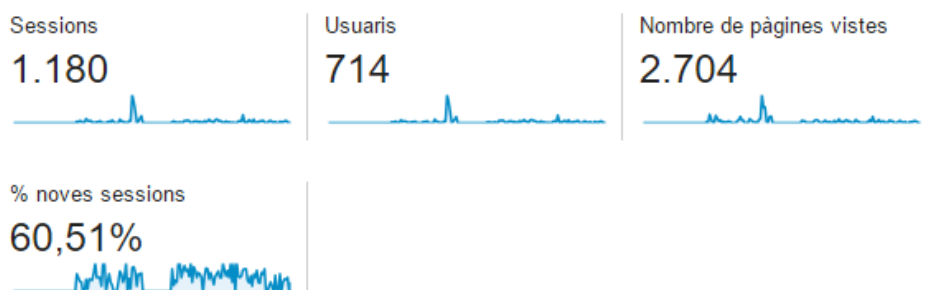 Sessions
1.180
Usuaris
714
Nombre de pàgines vistes
2.704
% noves sessions
60,51%